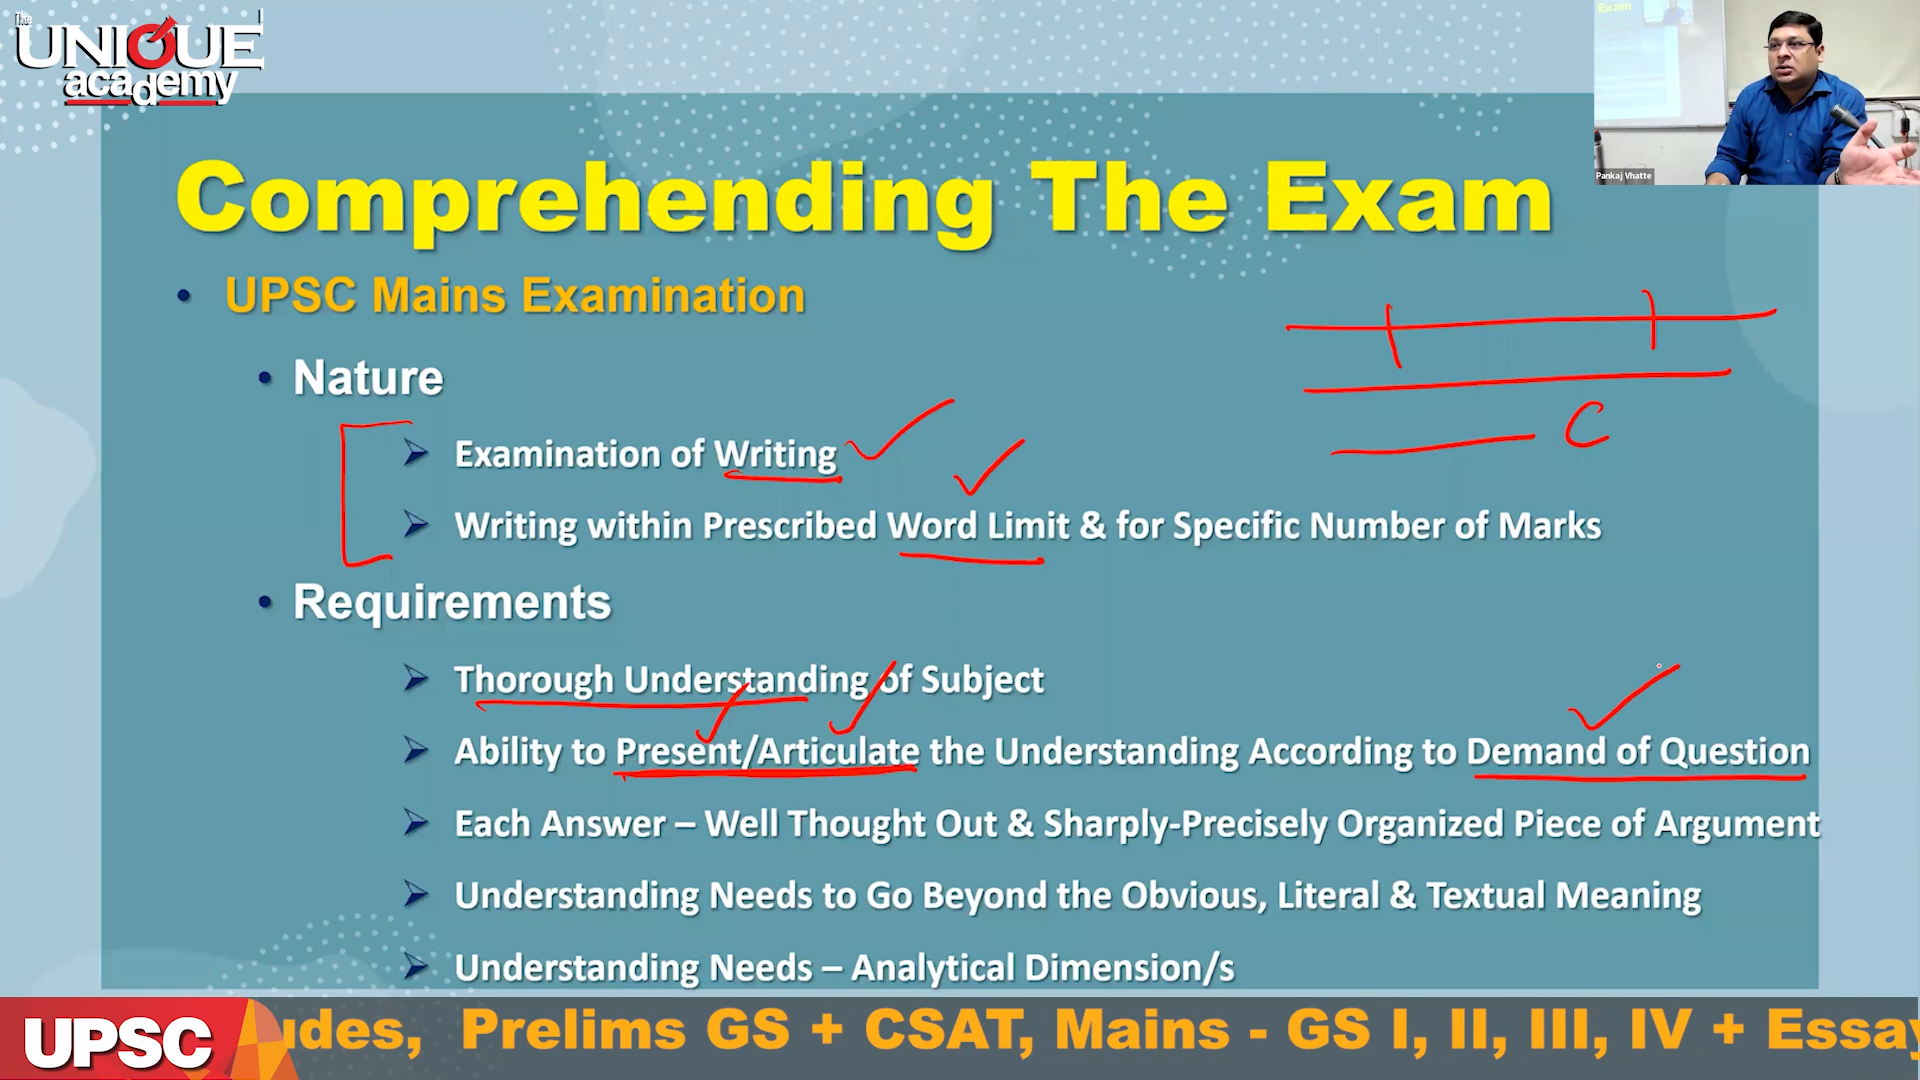 The
UNIQUE
academy
Exam
Pankaj Vhatte
Comprehending The Exam
• UPSC Mains Examination
• Nature
➢ Examination of Writing
➢ Writing within Prescribed Word Limit & for Specific Number of Marks
C
• Requirements
➢ Thorough Understanding of Subject
➢ Ability to Present/Articulate the Understanding According to Demand of Question
➢ Each Answer – Well Thought Out & Sharply-Precisely Organized Piece of Argument
➢ Understanding Needs to Go Beyond the Obvious, Literal & Textual Meaning
➢ Understanding Needs – Analytical Dimension/s
UPSC
udes, Prelims GS + CSAT, Mains - GS I, II, III, IV + Essay